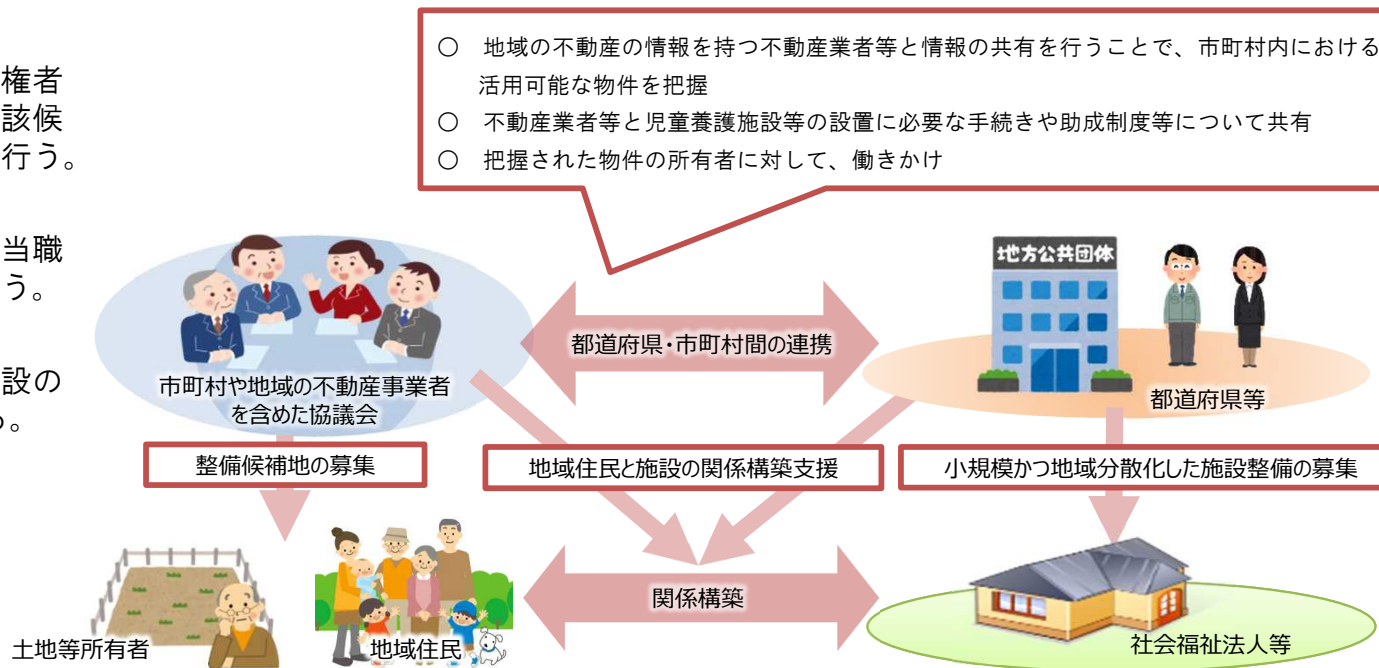 権者
該候
行う。
当職
う。
設の
る。
○ 地域の不動産の情報を持つ不動産業者等と情報の共有を行うことで、市町村内における
活用可能な物件を把握
○ 不動産業者等と児童養護施設等の設置に必要な手続きや助成制度等について共有
○ 把握された物件の所有者に対して、働きかけ
地方公共団体
都道府県・市町村間の連携
市町村や地域の不動産事業者
を含めた協議会
都道府県等
整備候補地の募集
地域住民と施設の関係構築支援
小規模かつ地域分散化した施設整備の募集
関係構築
土地等所有者
地域住民
社会福祉法人等